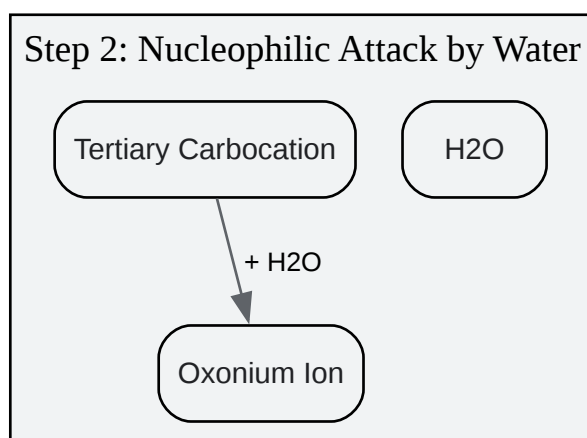 Step 2: Nucleophilic Attack by Water
Tertiary Carbocation
H2O
+ H2O
Oxonium Ion